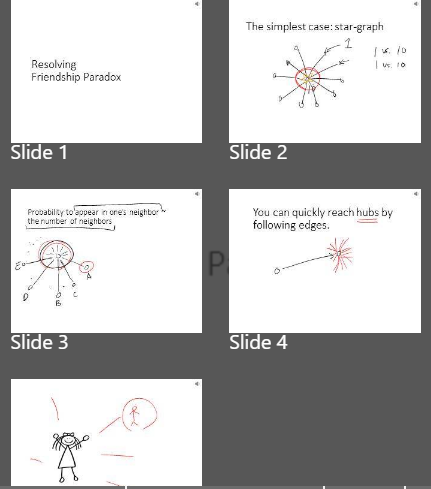 Resolving
Friendship Paradox
Slide 1
The simplest case: star-graph
1
1 vs. 10
1 vs. 10
Slide 2
Probability to appear in one's neighbor ~
the number of neighbors
E
A
D
B
C
Slide 3
You can quickly reach hubs by
following edges.
Slide 4